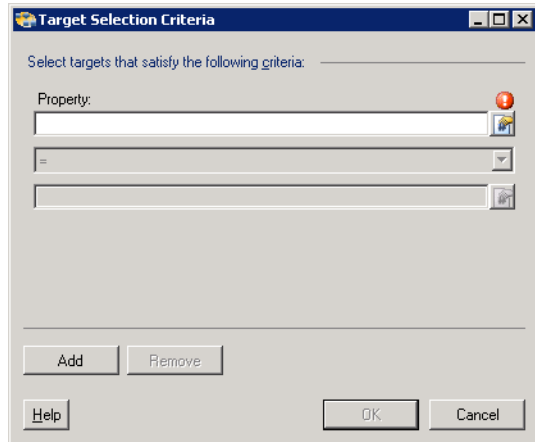 Target Selection Criteria
Select targets that satisfy the following criteria:
Property:
=
Add Remove
Help OK Cancel